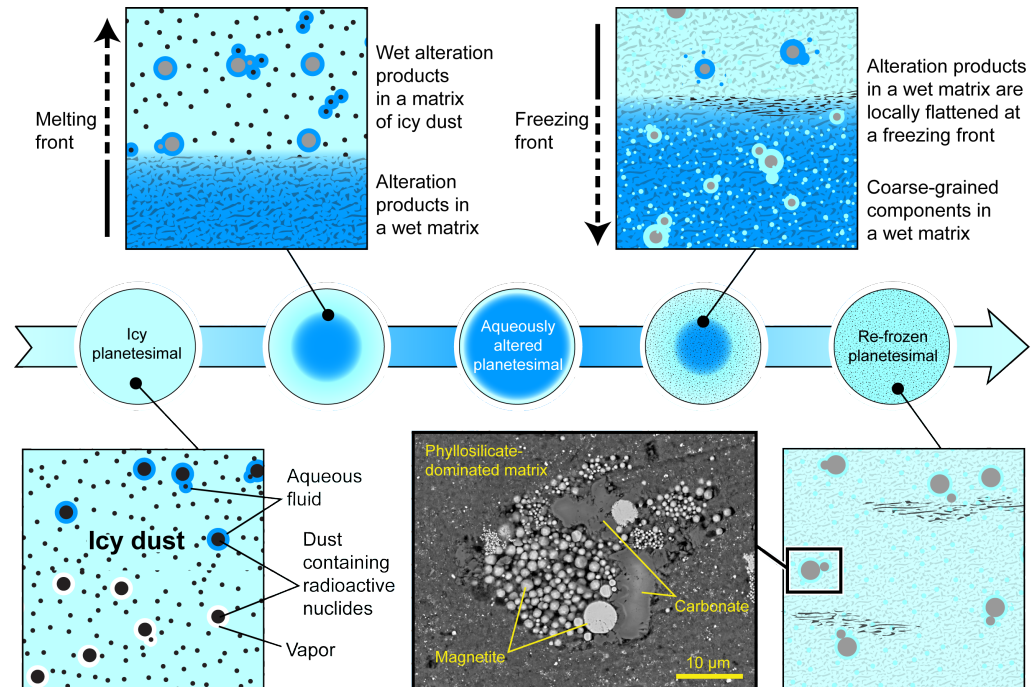 Melting
front
Wet alteration
products
in a matrix
of icy dust
Alteration
products in
a wet matrix
Freezing
front
Alteration products
in a wet matrix are
locally flattened at
a freezing front
Coarse-grained
components in
a wet matrix
Icy
planetesimal
Aqueously
altered
planetesimal
Re-frozen
planetesimal
Icy dust
Aqueous
fluid
Dust
containing
radioactive
nuclides
Vapor
Phyllosilicate-
dominated matrix
Carbonate
Magnetite
10 µm